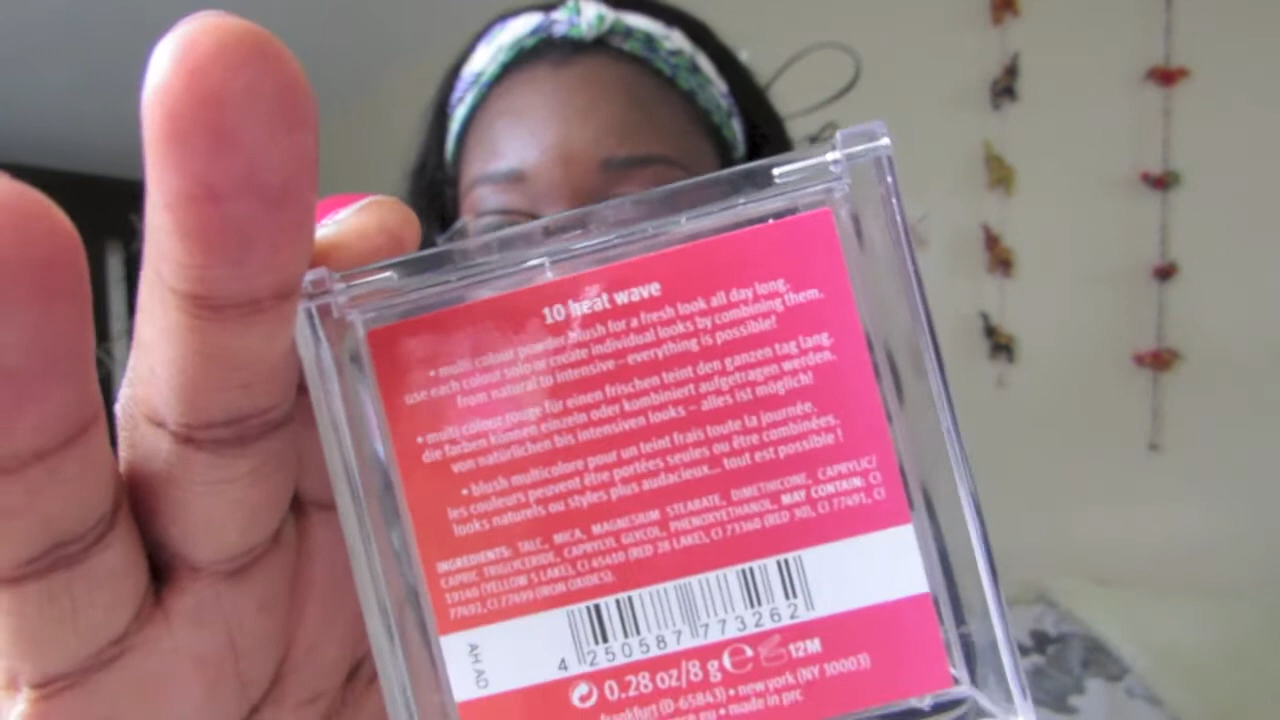 10 heat wave
• multi colour powder blush for a fresh look all day long.
use each colour solo or create individual looks by combining them.
from natural to intensive – everything is possible!
• multi colour rouge für einen frischen teint den ganzen tag lang.
die farben können einzeln oder kombiniert aufgetragen werden.
von natürlichen bis intensiven looks – alles ist möglich!
• blush multicolore pour un teint frais toute la journée.
les couleurs peuvent être portées seules ou être combinées.
looks naturels ou styles plus audacieux... tout est possible !
INGREDIENTS: TALC, MICA, MAGNESIUM STEARATE, DIMETHICONE, CAPRYLIC/
CAPRIC TRIGLYCERIDE, CAPRYLYL GLYCOL, PHENOXYETHANOL, MAY CONTAIN: CI
19140 (YELLOW 5 LAKE), CI 45410 (RED 28 LAKE), CI 73360 (RED 30), CI 77491, CI
77492, CI 77499 (IRON OXIDES).
AH AD
4 250587 773262
0.28 oz/8 g e 12M
frankfurt (D-65843) • new york (NY 10003)
.eu • made in prc